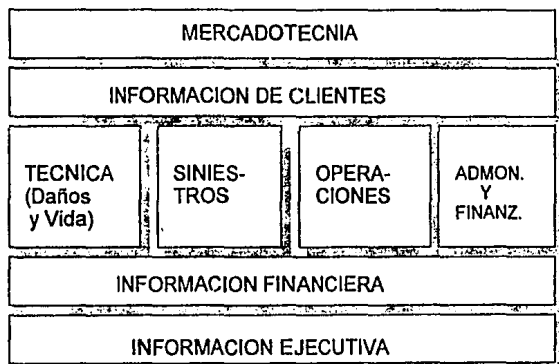 MERCADOTECNIA
INFORMACION DE CLIENTES
TECNICA
(Daños
y Vida)
SINIES-
TROS
OPERA-
CIONES
ADMON.
Y
FINANZ.
INFORMACION FINANCIERA
INFORMACION EJECUTIVA